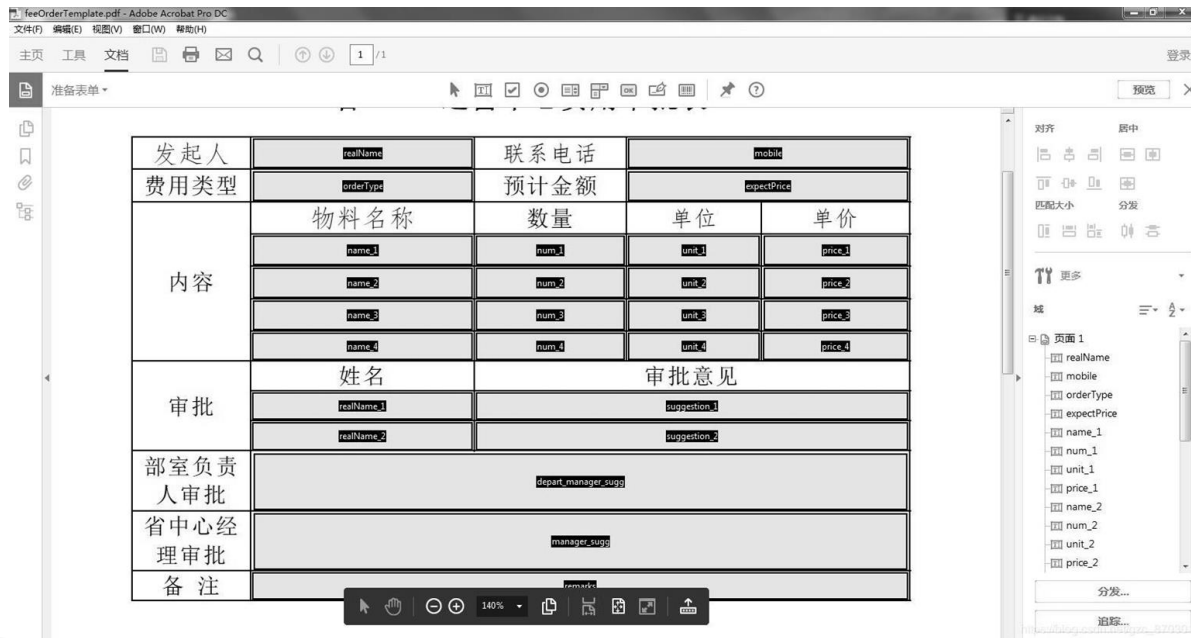 feeOrderTemplate.pdf - Adobe Acrobat Pro DC
文件(F) 编辑(E) 视图(V) 窗口(W) 帮助(H)
主页 工具 文档 1 /1 登录
准备表单 预览
发起人 realName 联系电话 mobile
费用类型 orderType 预计金额 expectPrice
内容 物料名称 数量 单位 单价
name_1 num_1 unit_1 price_1
name_2 num_2 unit_2 price_2
name_3 num_3 unit_3 price_3
name_4 num_4 unit_4 price_4
审批 姓名 审批意见
realName_1 suggestion_1
realName_2 suggestion_2
部室负责
人审批 depart_manager_sugg
省中心经
理审批 manager_sugg
备注 remarks
140%
对齐 居中
匹配大小 分发
更多
域
页面 1
realName
mobile
orderType
expectPrice
name_1
num_1
unit_1
price_1
name_2
num_2
unit_2
price_2
分发...
追踪...